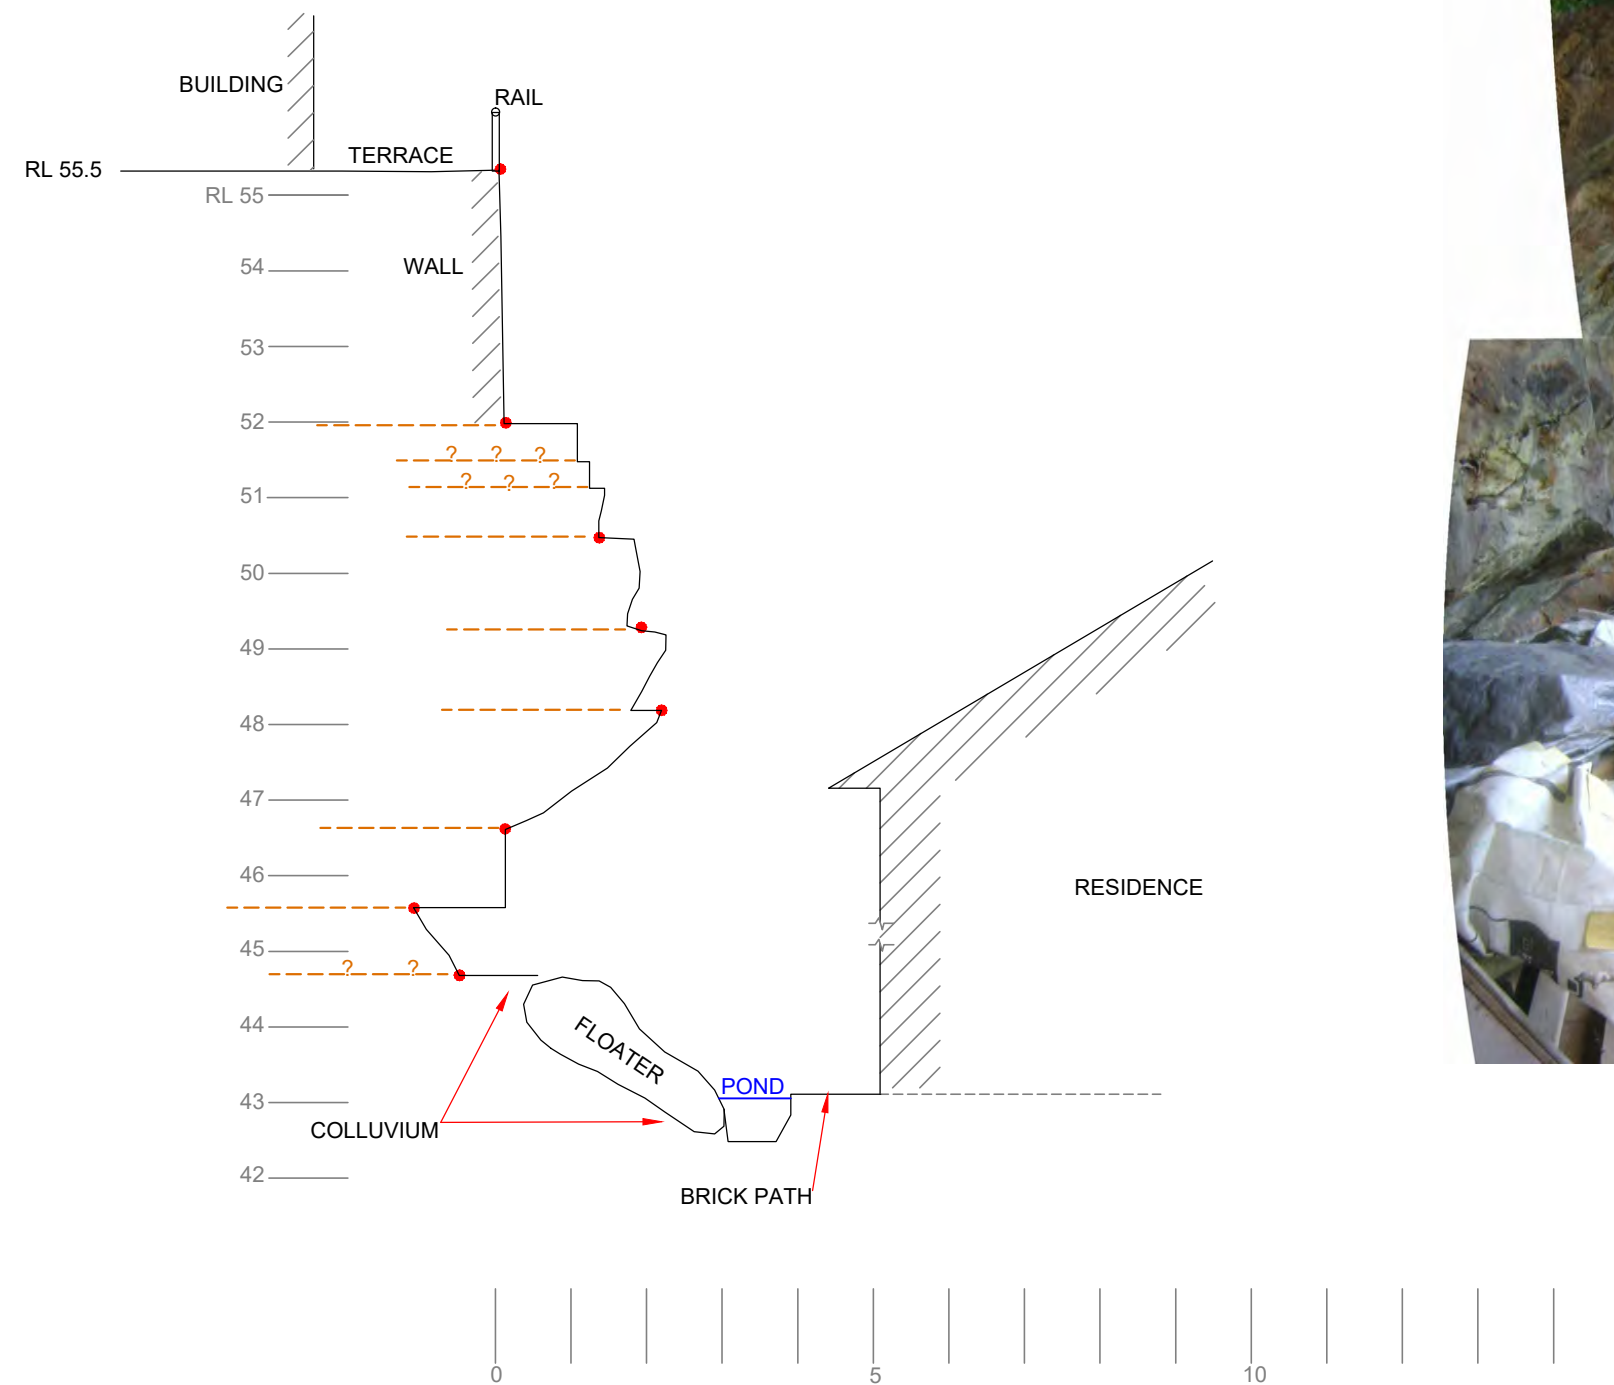 BUILDING
RAIL
TERRACE
RL 55.5
RL 55
54
WALL
53
52
? ? ?
? ? ?
51
50
49
48
47
46
RESIDENCE
45
? ?
44
FLOATER
POND
43
COLLUVIUM
42
BRICK PATH
0 5 10